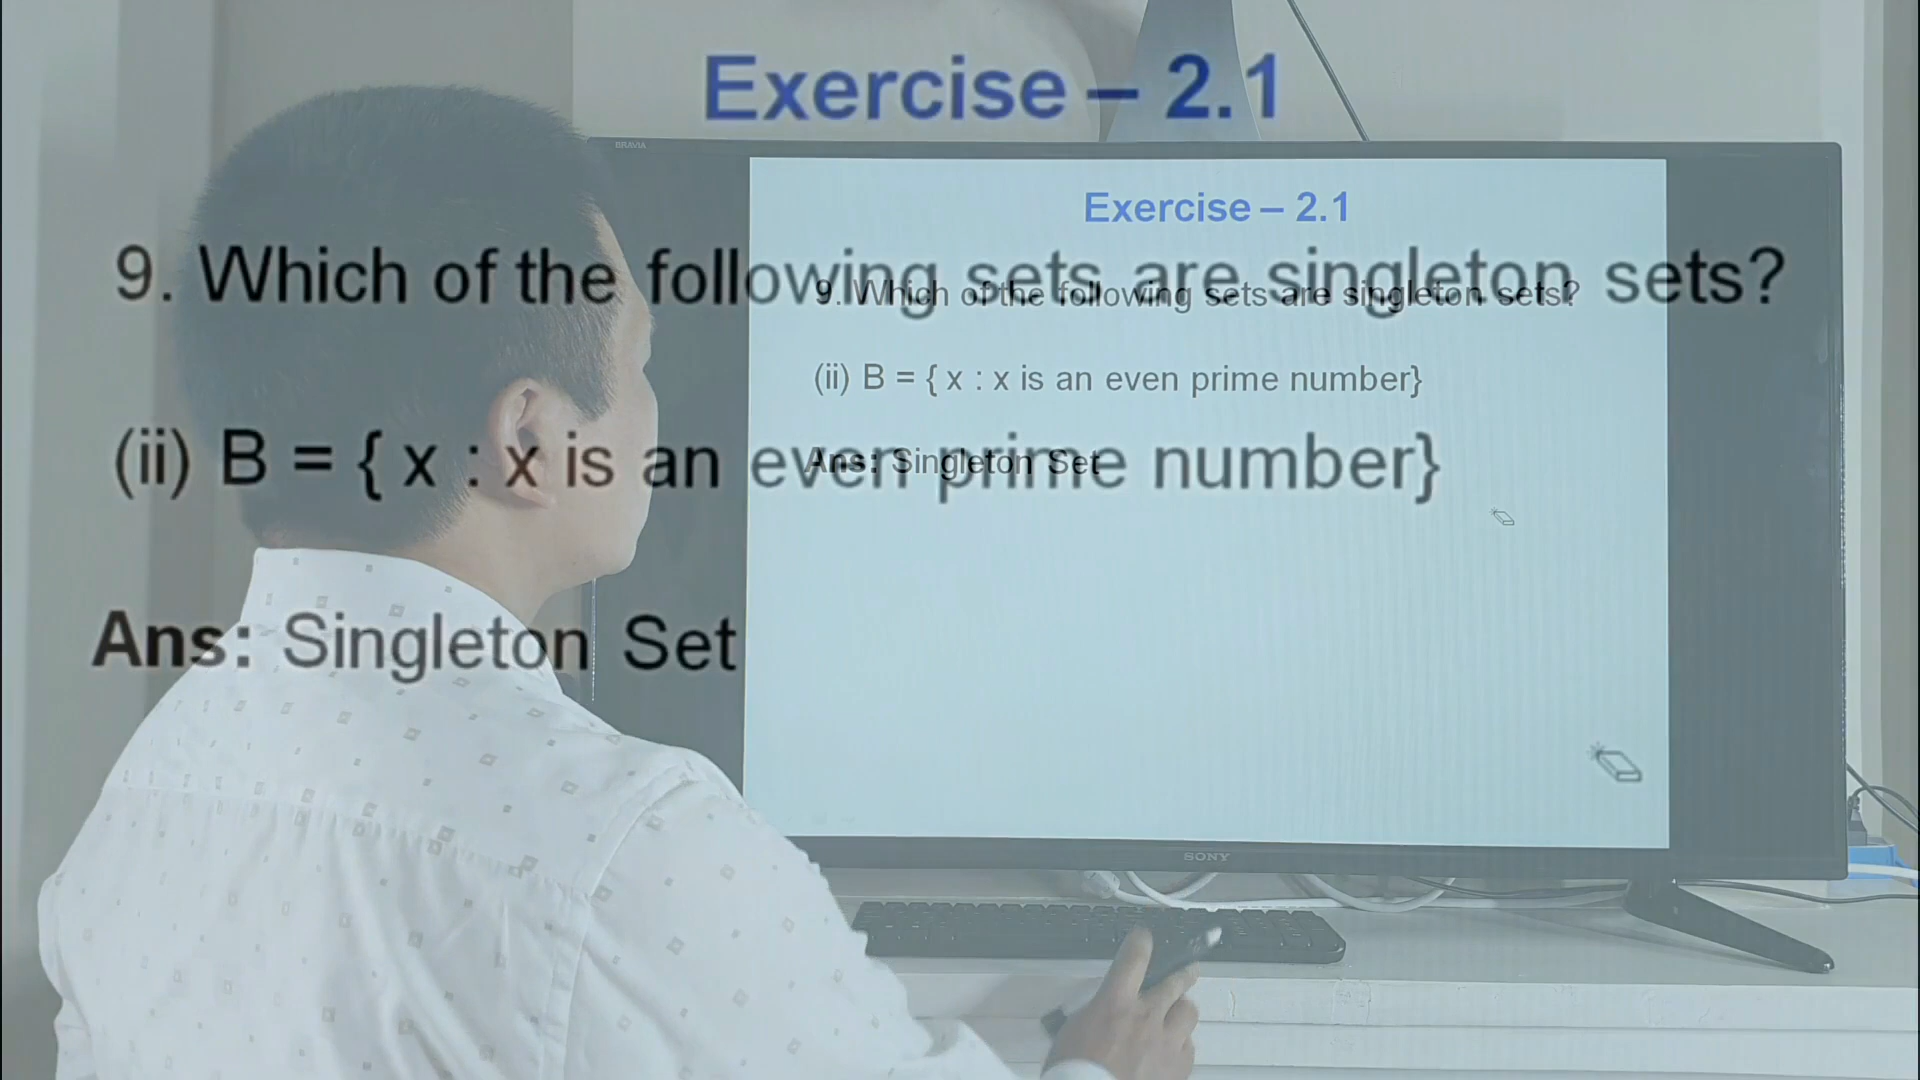 Exercise – 2.1
9. Which of the following sets are singleton sets?
(ii) B = { x : x is an even prime number}
Ans: Singleton Set
BRAVIA
Exercise – 2.1
9. Which of the following sets are singleton sets?
(ii) B = { x : x is an even prime number}
Ans: Singleton Set
SONY